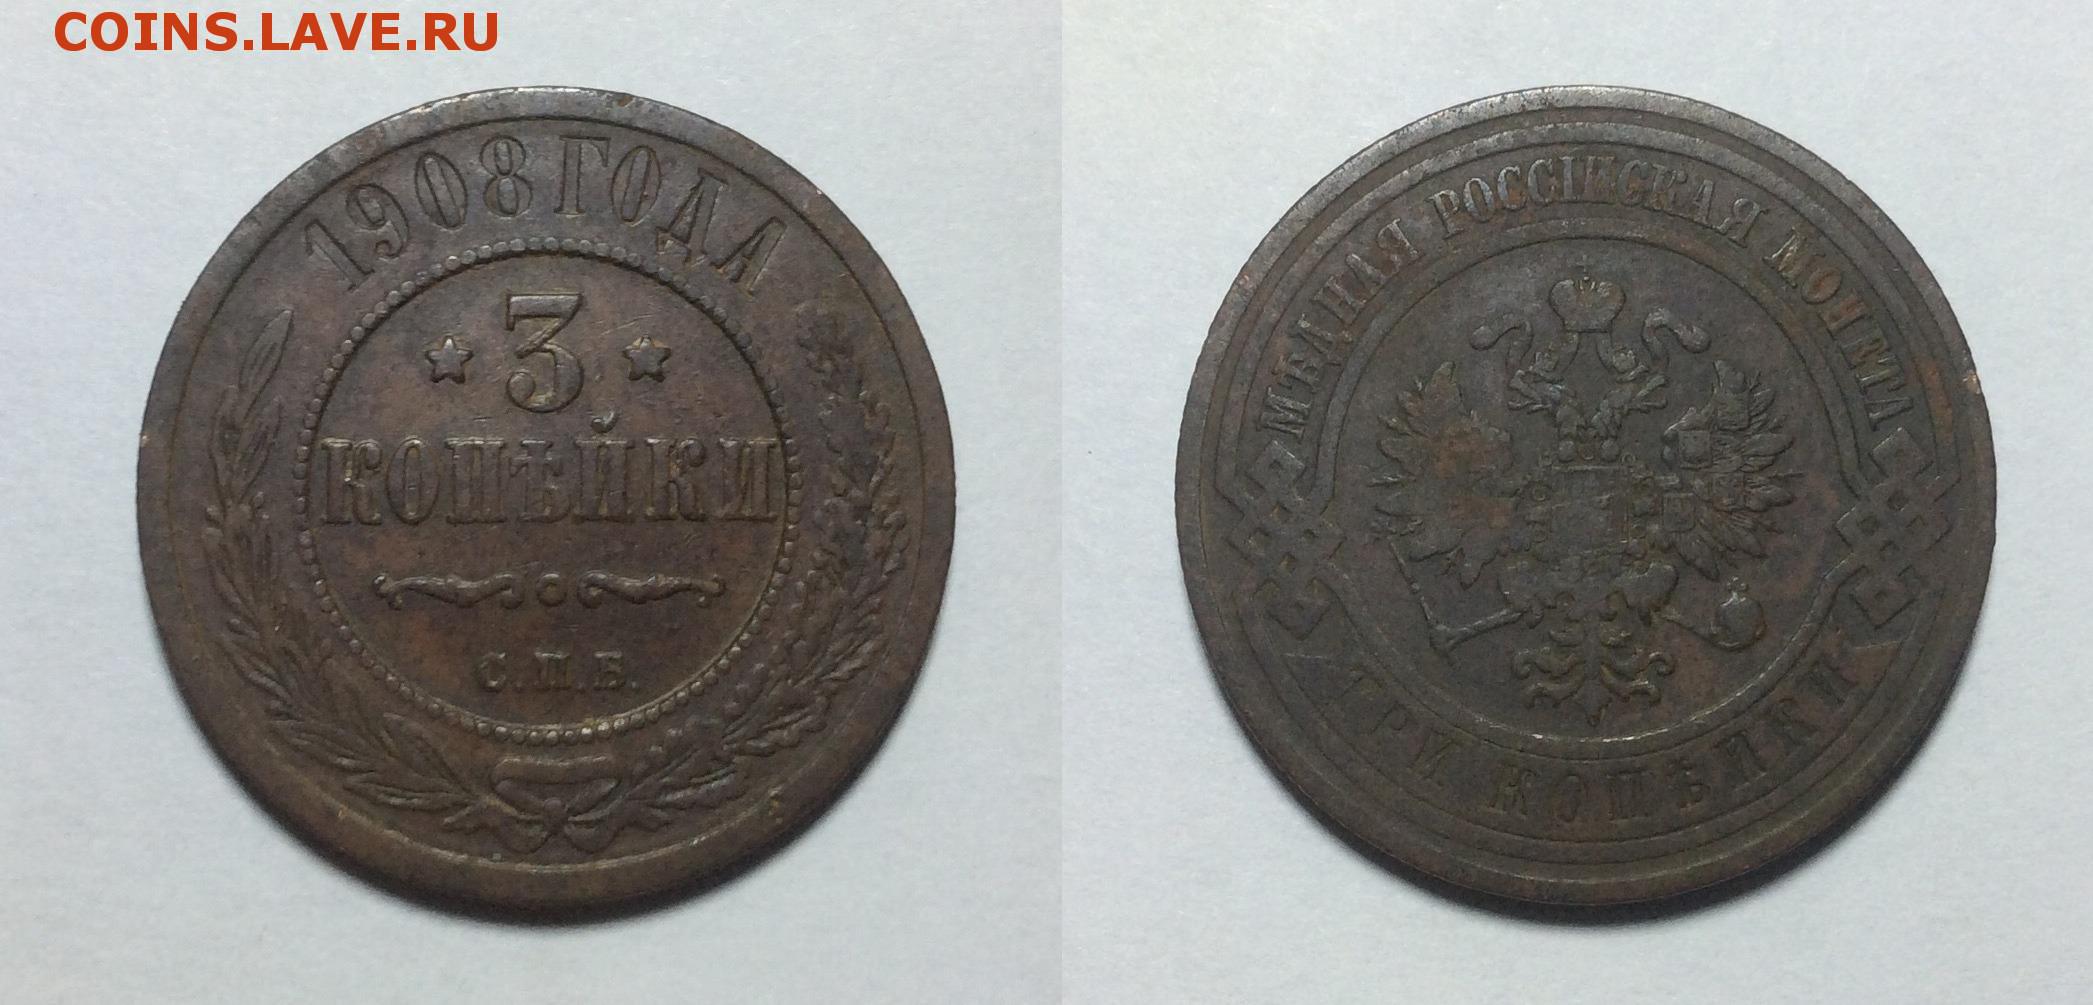 COINS.LAVE.RU
1908 ГОДА
3
КОПѢЙКИ
С.П.Б.
МѢДНАЯ РОССІЙСКАЯ МОНЕТА
ТРИ КОПѢЙКИ